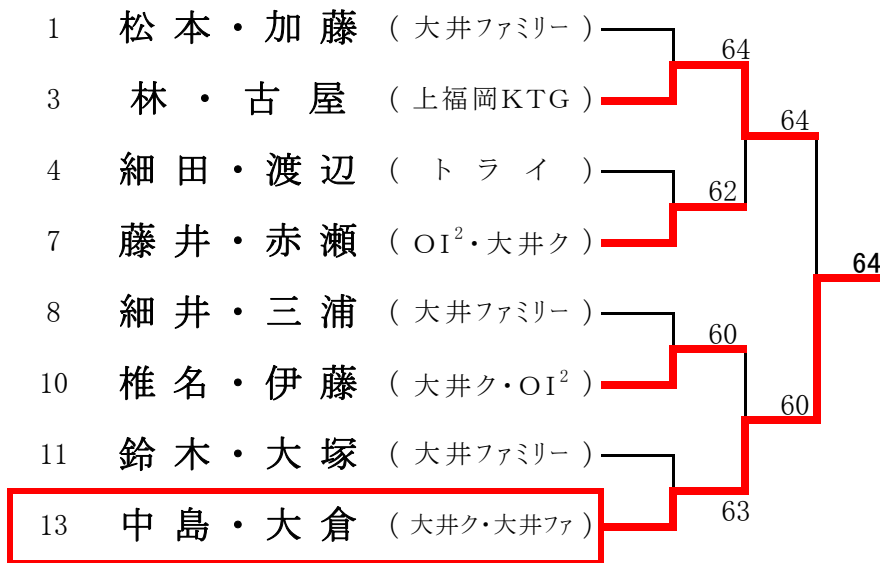 1 松本・加藤 (大井ファミリー)
64
3 林・古屋 (上福岡KTG)
64
4 細田・渡辺 (トライ)
62
7 藤井・赤瀬 (OI²・大井ク)
64
8 細井・三浦 (大井ファミリー)
60
10 椎名・伊藤 (大井ク・OI²)
60
11 鈴木・大塚 (大井ファミリー)
63
13 中島・大倉 (大井ク・大井ファ)